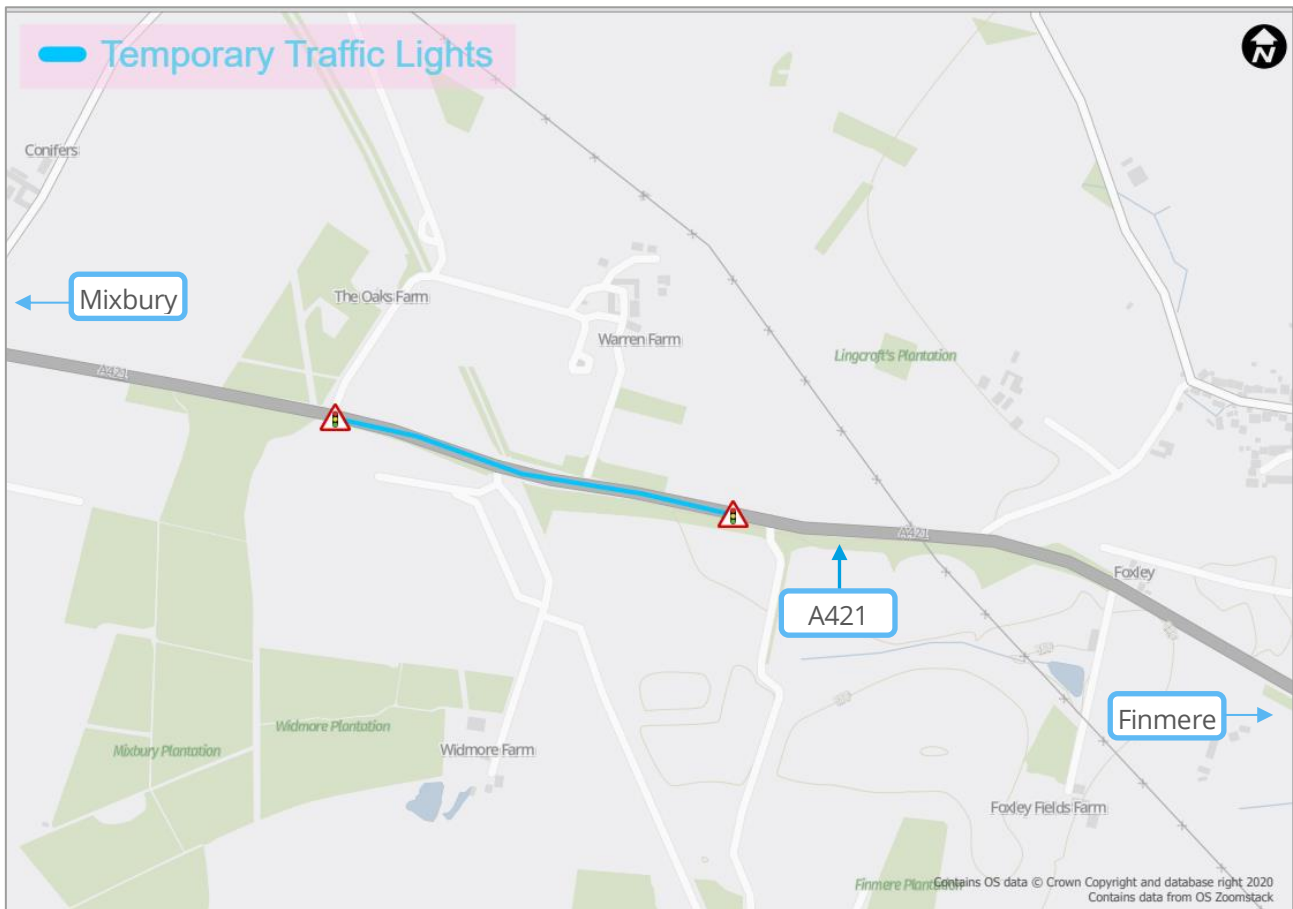 Temporary Traffic Lights
N
Conifers
Mixbury
The Oaks Farm
Warren Farm
Lingcroft's Plantation
A421
A421
Foxley
A421
Finmere
Widmore Plantation
Mixbury Plantation
Widmore Farm
Foxley Fields Farm
Finmere Plant
Contains OS data © Crown Copyright and database right 2020
Contains data from OS Zoomstack